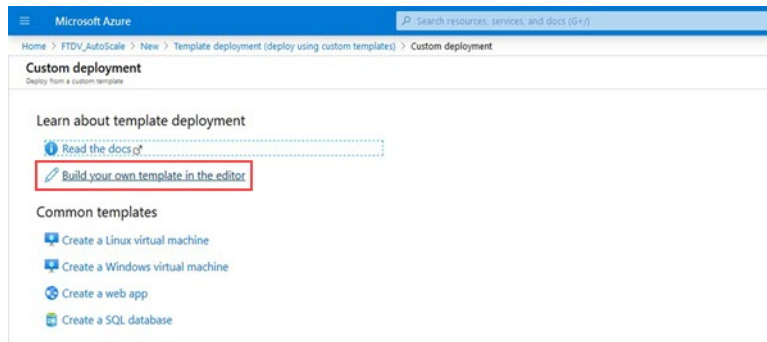 Microsoft Azure
Search resources, services, and docs (G+/)
Home > FTDV_AutoScale > New > Template deployment (deploy using custom templates) > Custom deployment
Custom deployment
Deploy from a custom template
Learn about template deployment
Read the docs
Build your own template in the editor
Common templates
Create a Linux virtual machine
Create a Windows virtual machine
Create a web app
Create a SQL database